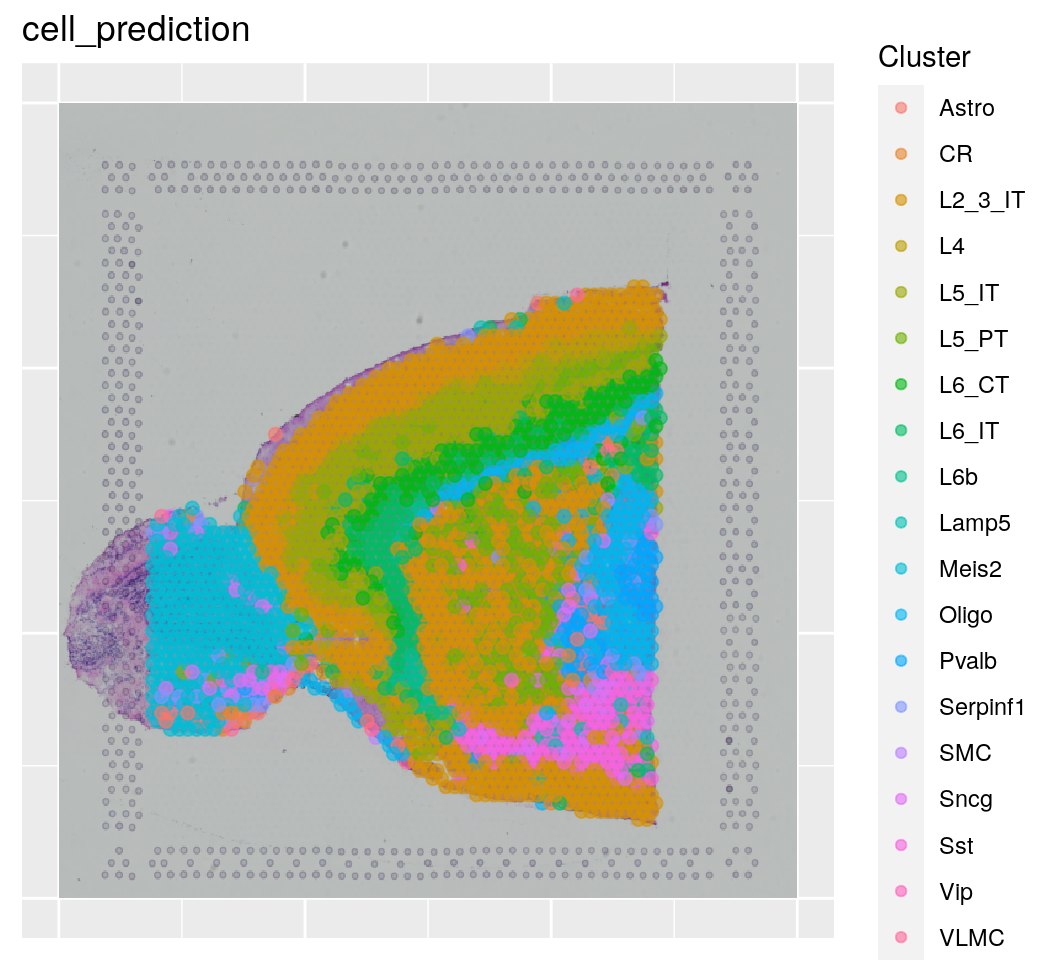 cell_prediction
Cluster
Astro
CR
L2_3_IT
L4
L5_IT
L5_PT
L6_CT
L6_IT
L6b
Lamp5
Meis2
Oligo
Pvalb
Serpinf1
SMC
Sncg
Sst
Vip
VLMC